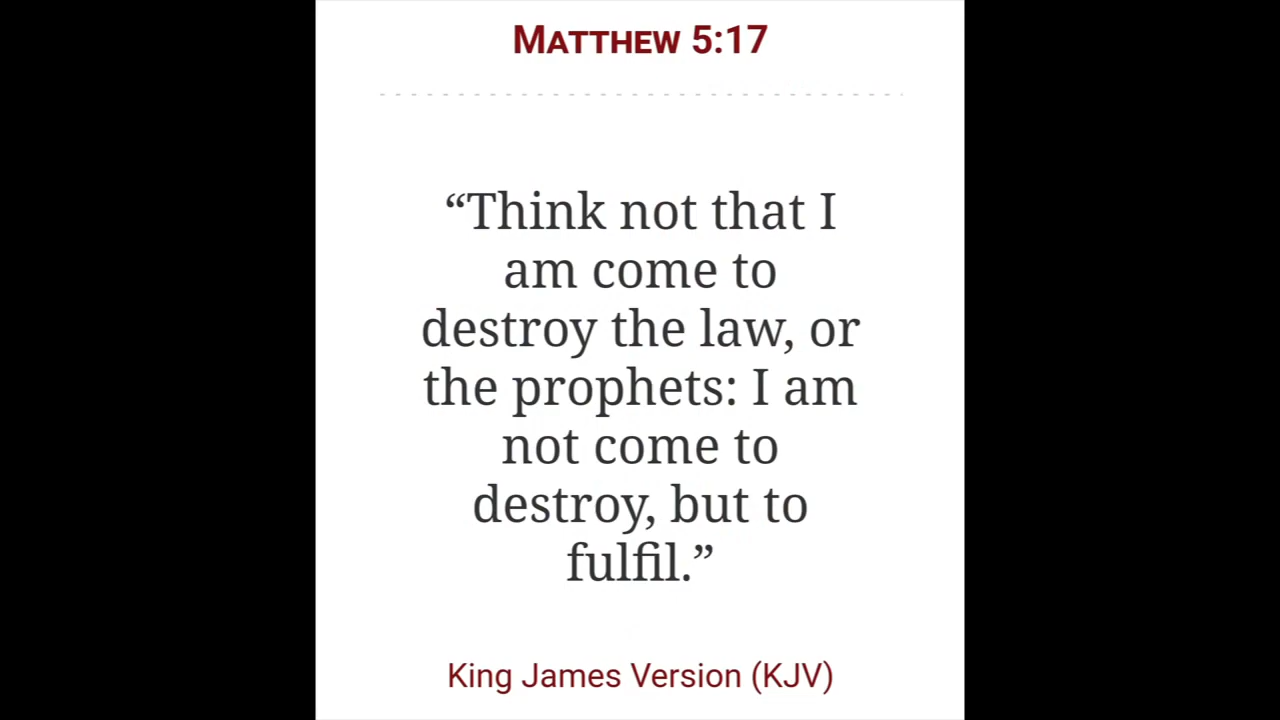 Matthew 5:17
“Think not that I
am come to
destroy the law, or
the prophets: I am
not come to
destroy, but to
fulfil.”
King James Version (KJV)